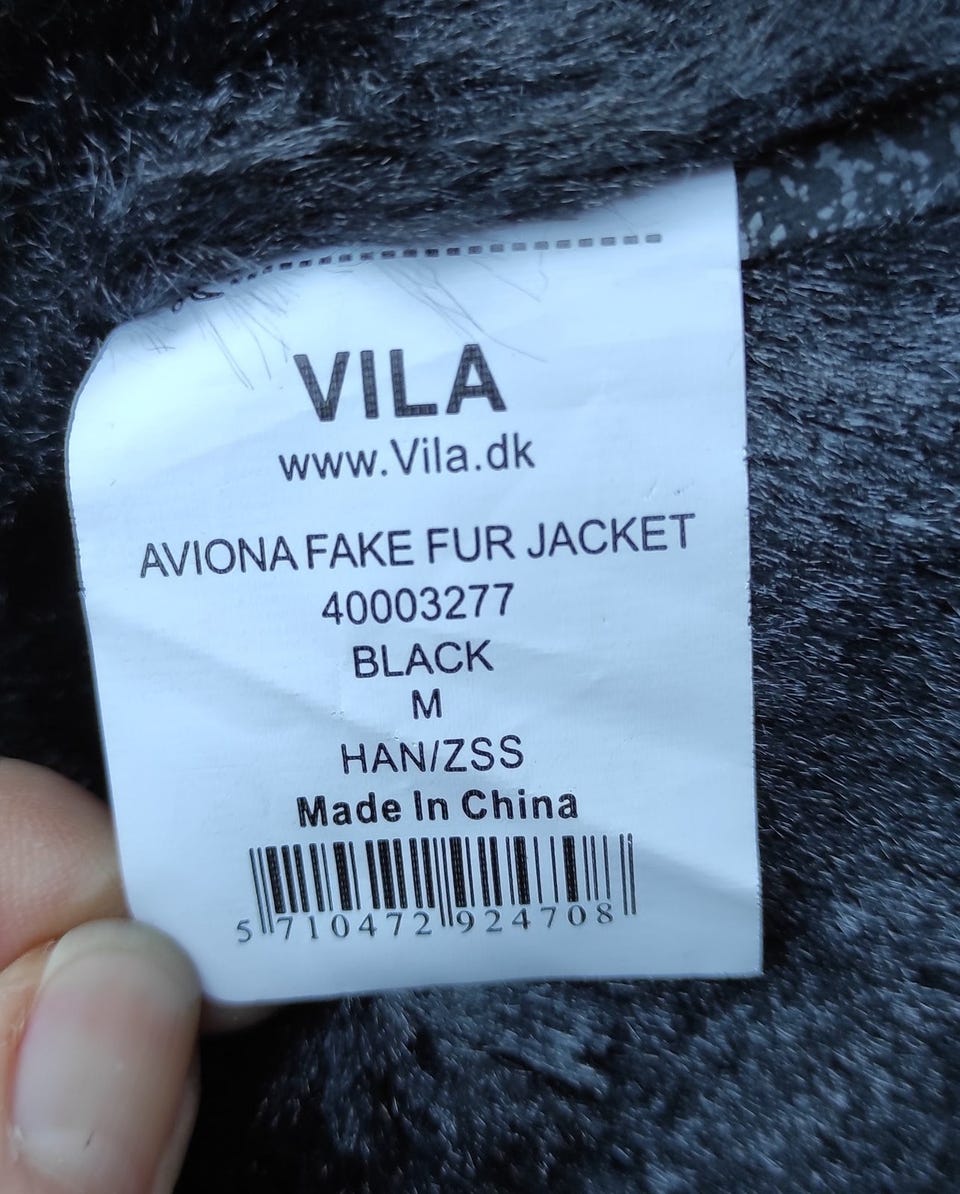 VILA
www.Vila.dk
AVIONA FAKE FUR JACKET
40003277
BLACK
M
HAN/ZSS
Made In China
5 710472 924708